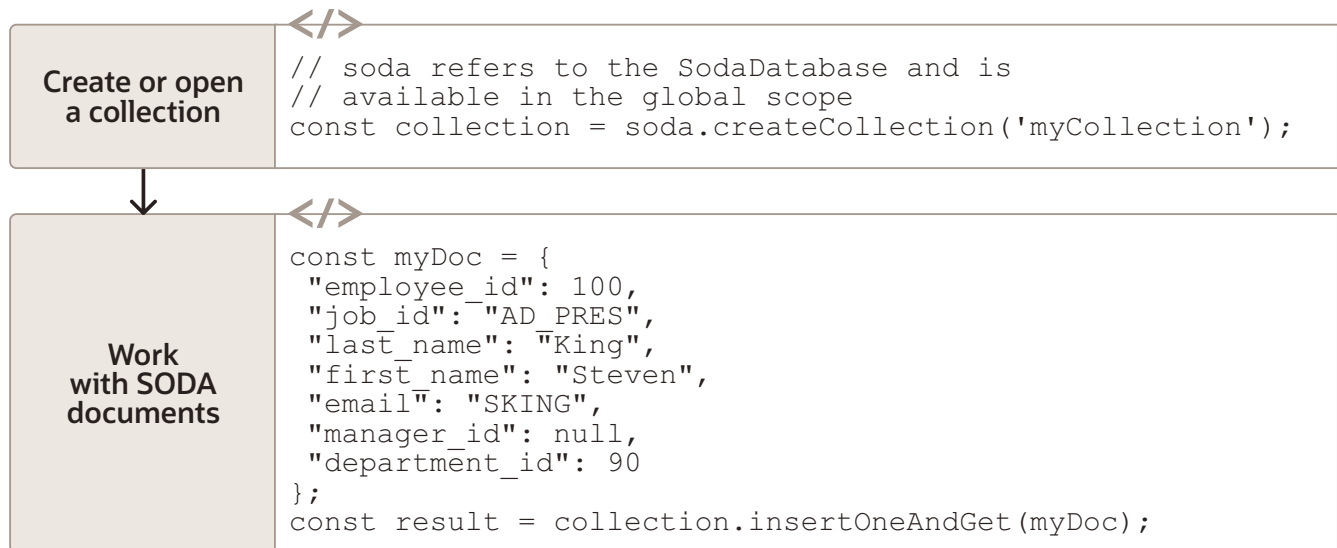 </>
Create or open
a collection
// soda refers to the SodaDatabase and is
// available in the global scope
const collection = soda.createCollection('myCollection');
</>
Work
with SODA
documents
const myDoc = {
"employee_id": 100,
"job_id": "AD_PRES",
"last_name": "King",
"first_name": "Steven",
"email": "SKING",
"manager_id": null,
"department_id": 90
};
const result = collection.insertOneAndGet(myDoc);